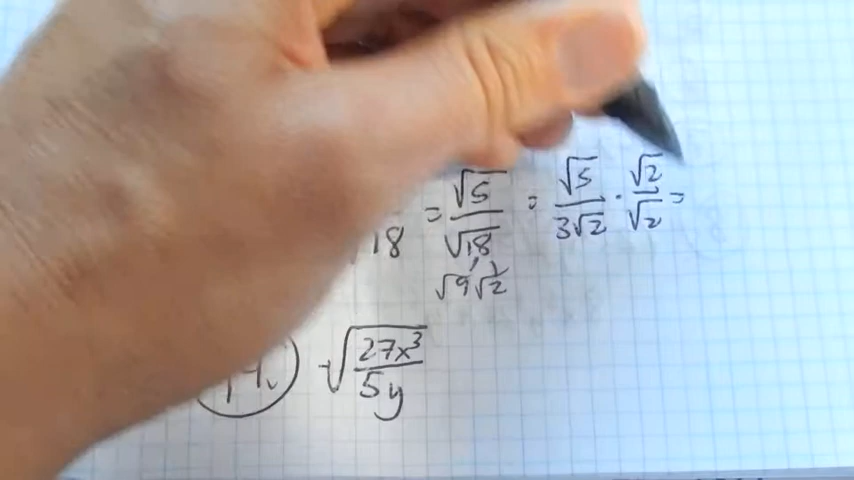 18 = √5/√18 = √5/3√2 · √2/√2 =
√9 √2
14. √27x³/5y